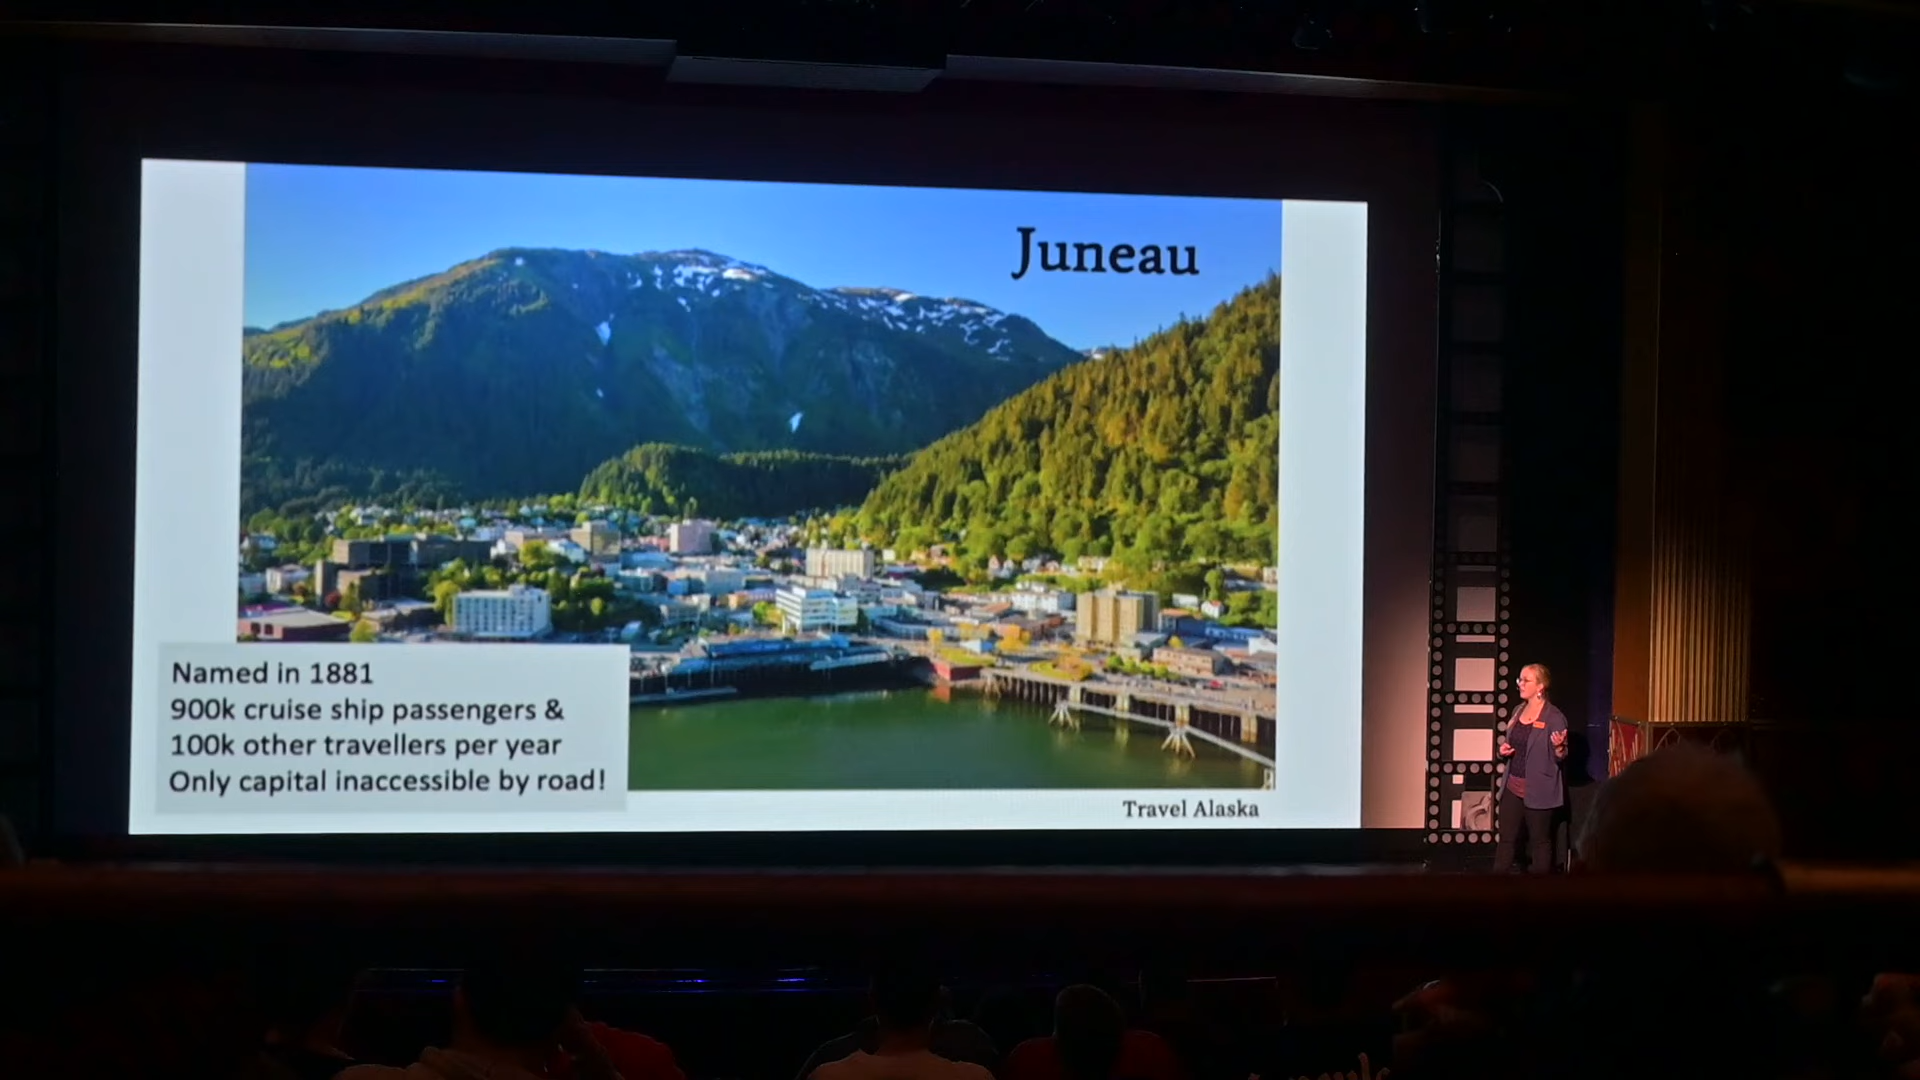 Juneau
Named in 1881
900k cruise ship passengers &
100k other travellers per year
Only capital inaccessible by road!
Travel Alaska